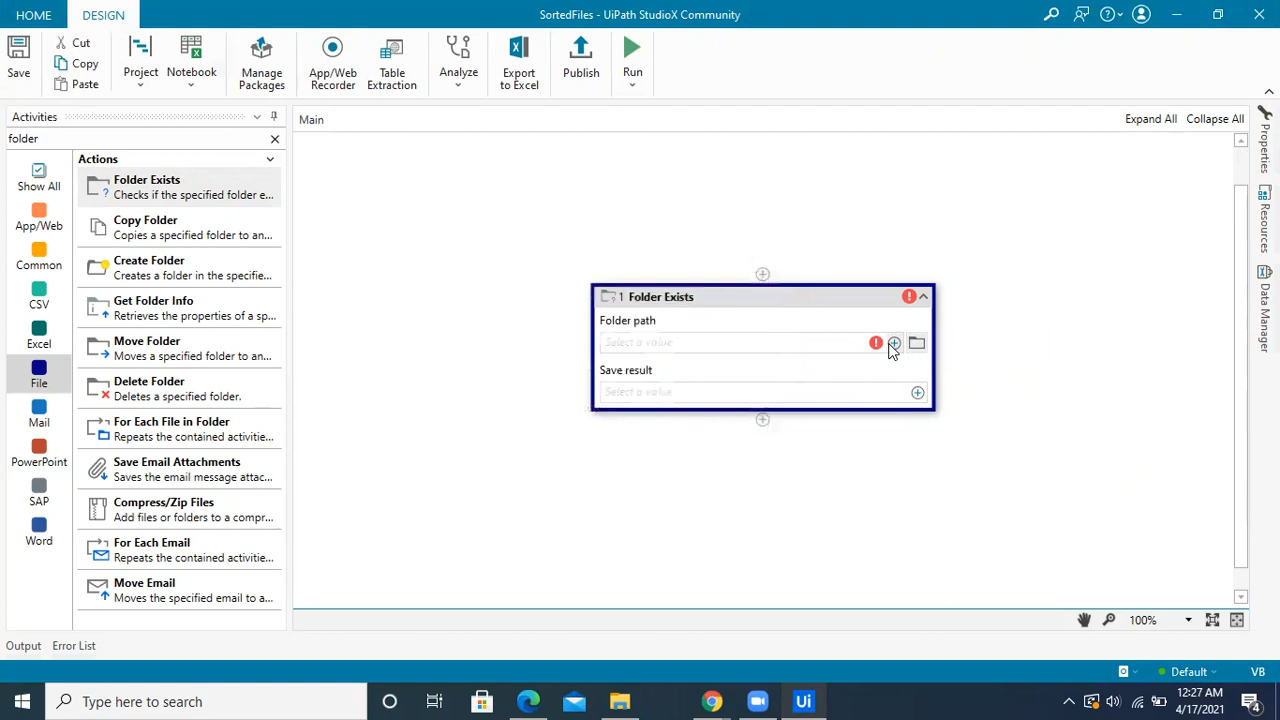 HOME
DESIGN
SortedFiles - UiPath StudioX Community
Save
Cut
Copy
Paste
Project
Notebook
Manage
Packages
App/Web
Recorder
Table
Extraction
Analyze
Export
to Excel
Publish
Run
Activities
folder
Main
Expand All
Collapse All
Show All
App/Web
Common
CSV
Excel
File
Mail
PowerPoint
SAP
Word
Actions
Folder Exists
Checks if the specified folder e...
Copy Folder
Copies a specified folder to an...
Create Folder
Creates a folder in the specifie...
Get Folder Info
Retrieves the properties of a sp...
Move Folder
Moves a specified folder to an...
Delete Folder
Deletes a specified folder.
For Each File in Folder
Repeats the contained activitie...
Save Email Attachments
Saves the email message attac...
Compress/Zip Files
Add files or folders to a compr...
For Each Email
Repeats the contained activitie...
Move Email
Moves the specified email to a...
1 Folder Exists
Folder path
Select a value
Save result
Select a value
Properties
Resources
Data Manager
100%
Output
Error List
Default
VB
Type here to search
Ui
12:27 AM
4/17/2021
4